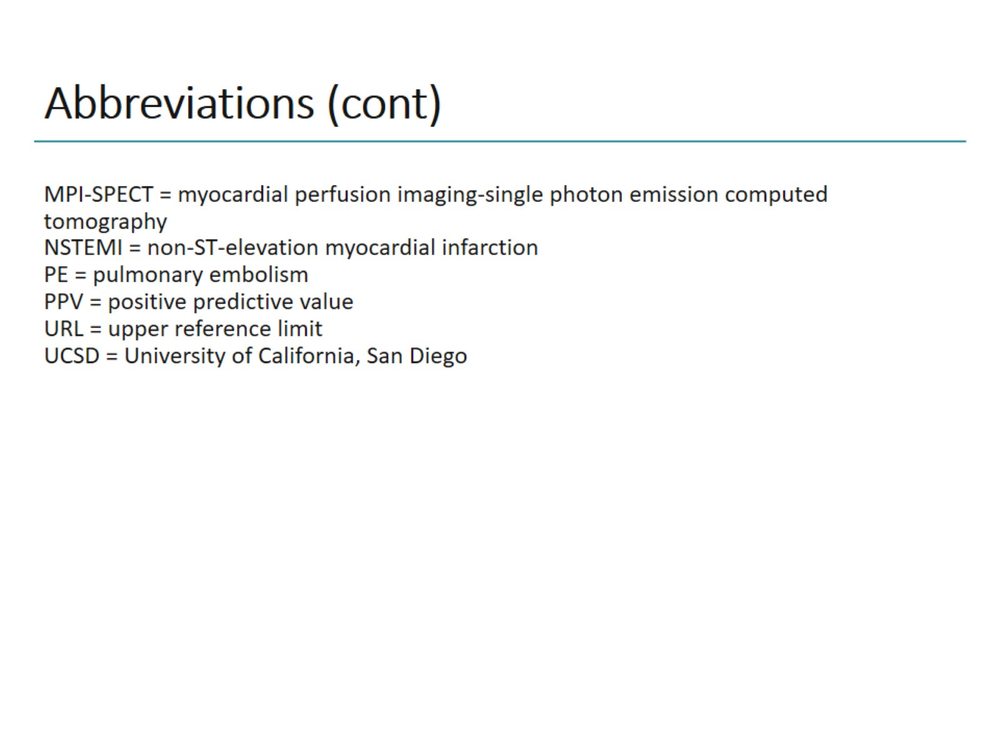 Abbreviations (cont)
MPI-SPECT = myocardial perfusion imaging-single photon emission computed
tomography
NSTEMI = non-ST-elevation myocardial infarction
PE = pulmonary embolism
PPV = positive predictive value
URL = upper reference limit
UCSD = University of California, San Diego